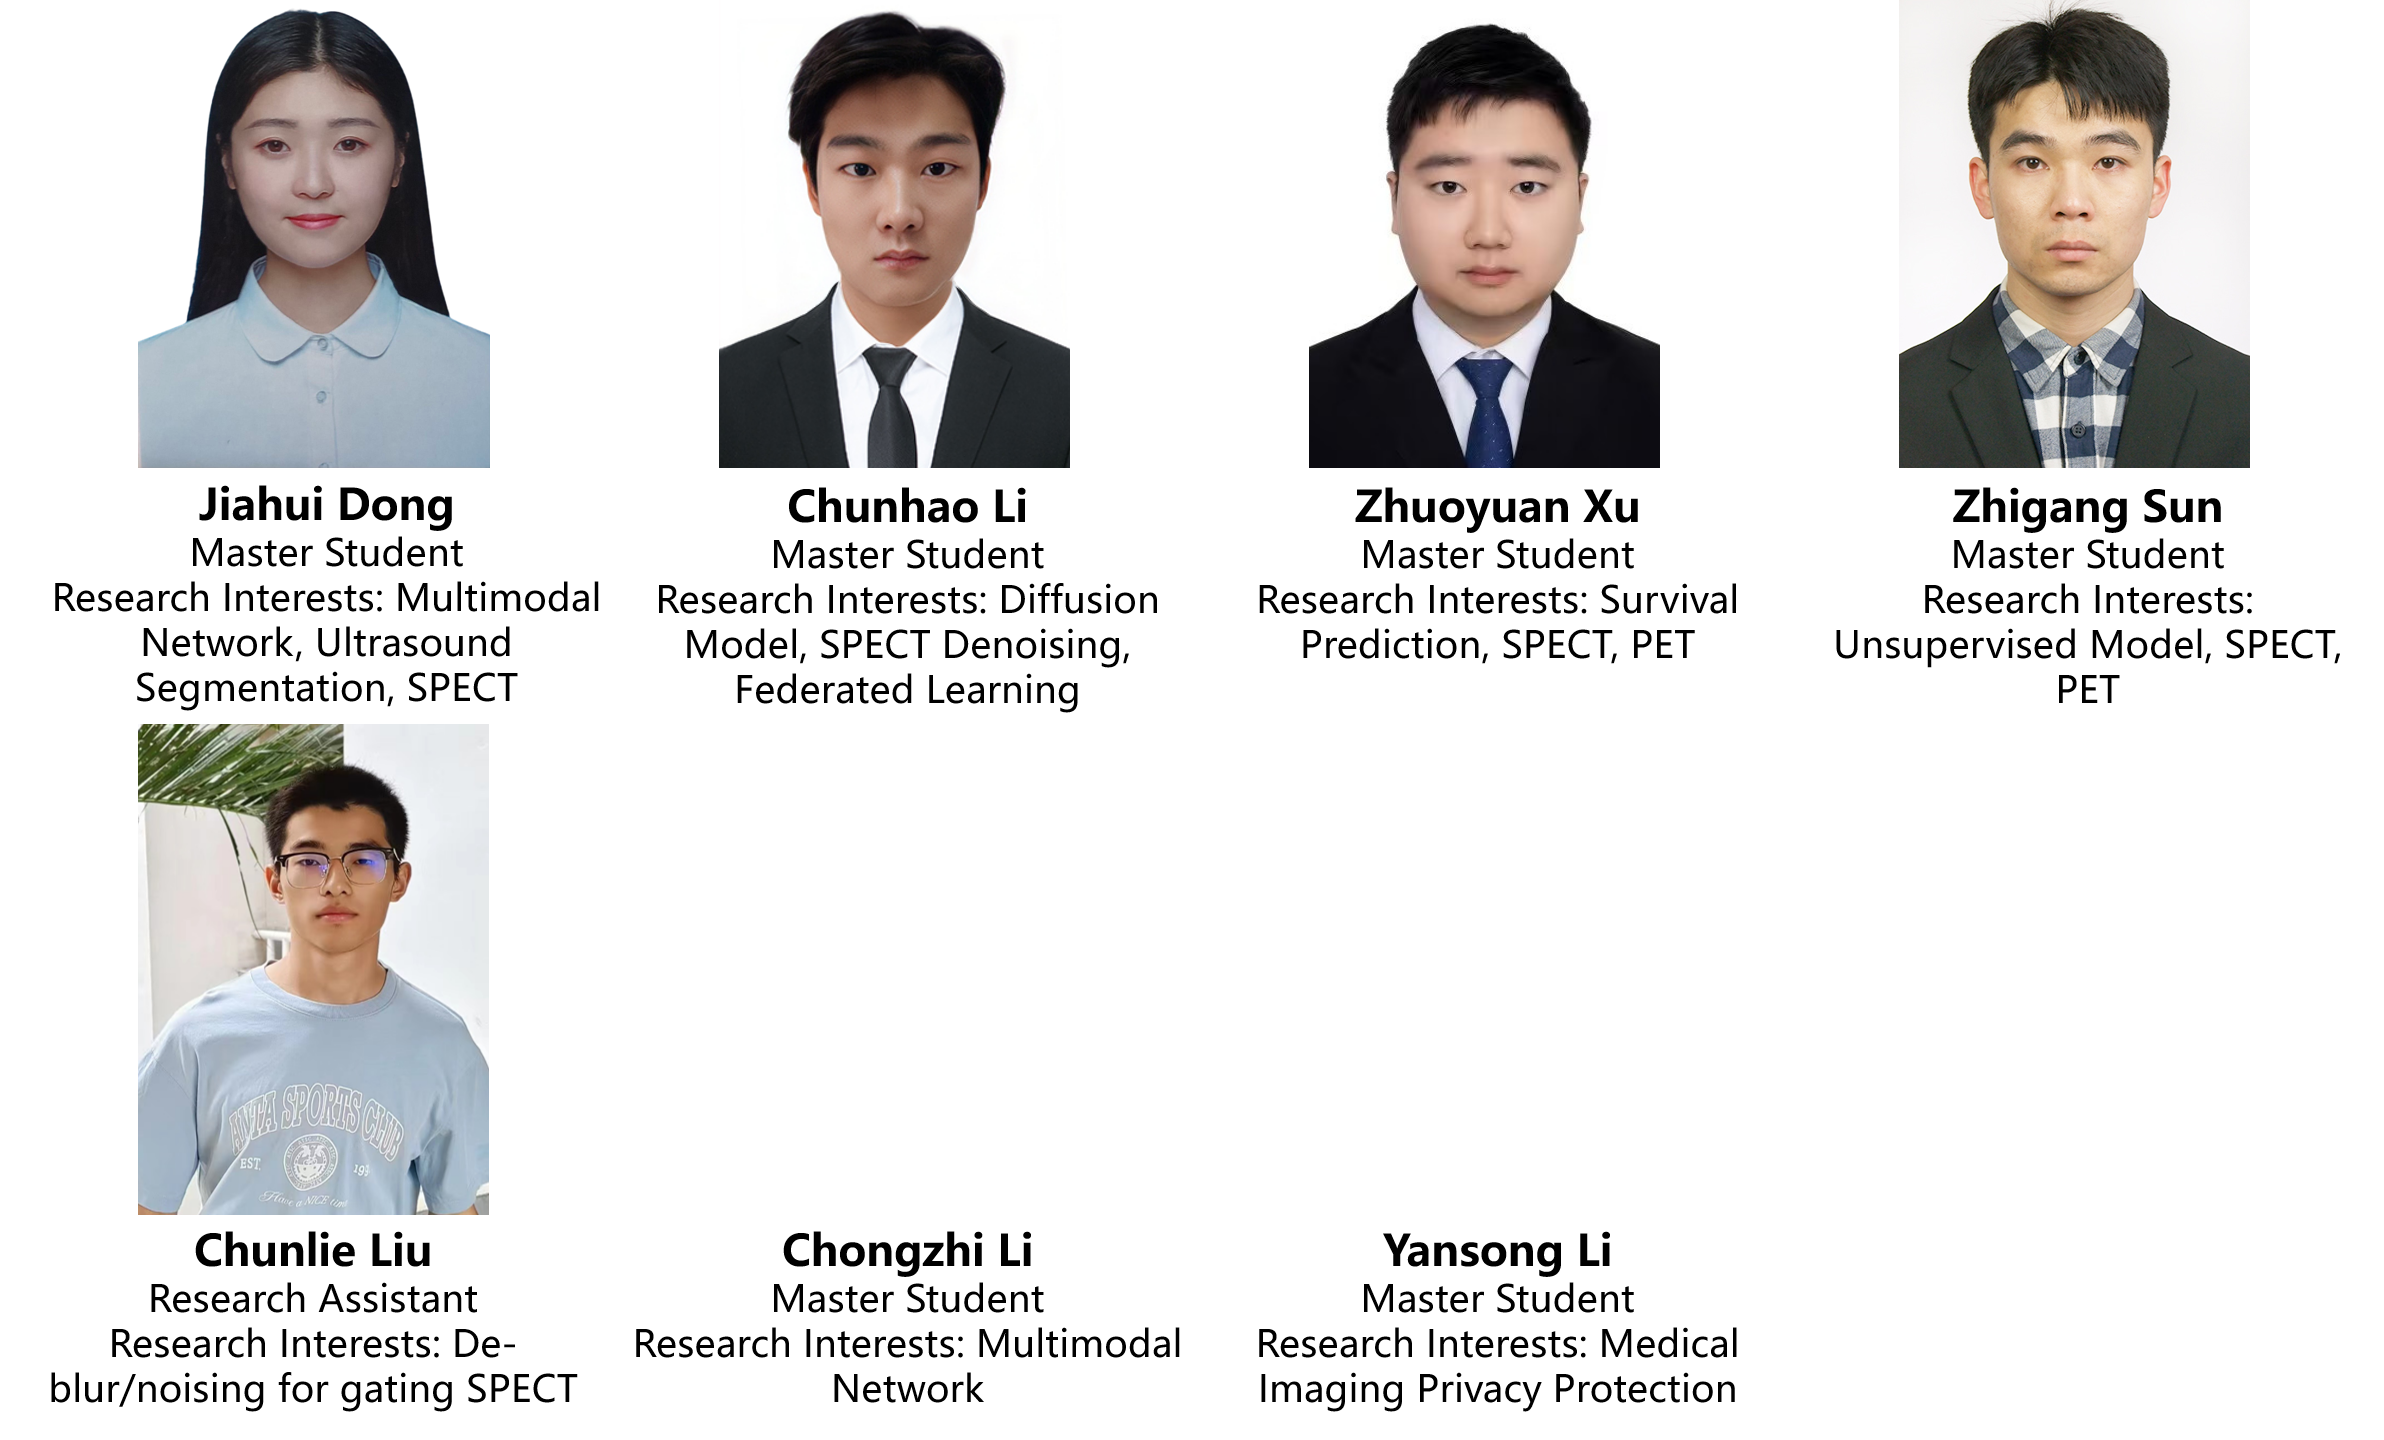 Jiahui Dong
Master Student
Research Interests: Multimodal
Network, Ultrasound
Segmentation, SPECT
Chunhao Li
Master Student
Research Interests: Diffusion
Model, SPECT Denoising,
Federated Learning
Zhuoyuan Xu
Master Student
Research Interests: Survival
Prediction, SPECT, PET
Zhigang Sun
Master Student
Research Interests:
Unsupervised Model, SPECT,
PET
ANTA SPORTS CLUB
EST. 199
Have a NICE time
Chunlie Liu
Research Assistant
Research Interests: De-
blur/noising for gating SPECT
Chongzhi Li
Master Student
Research Interests: Multimodal
Network
Yansong Li
Master Student
Research Interests: Medical
Imaging Privacy Protection